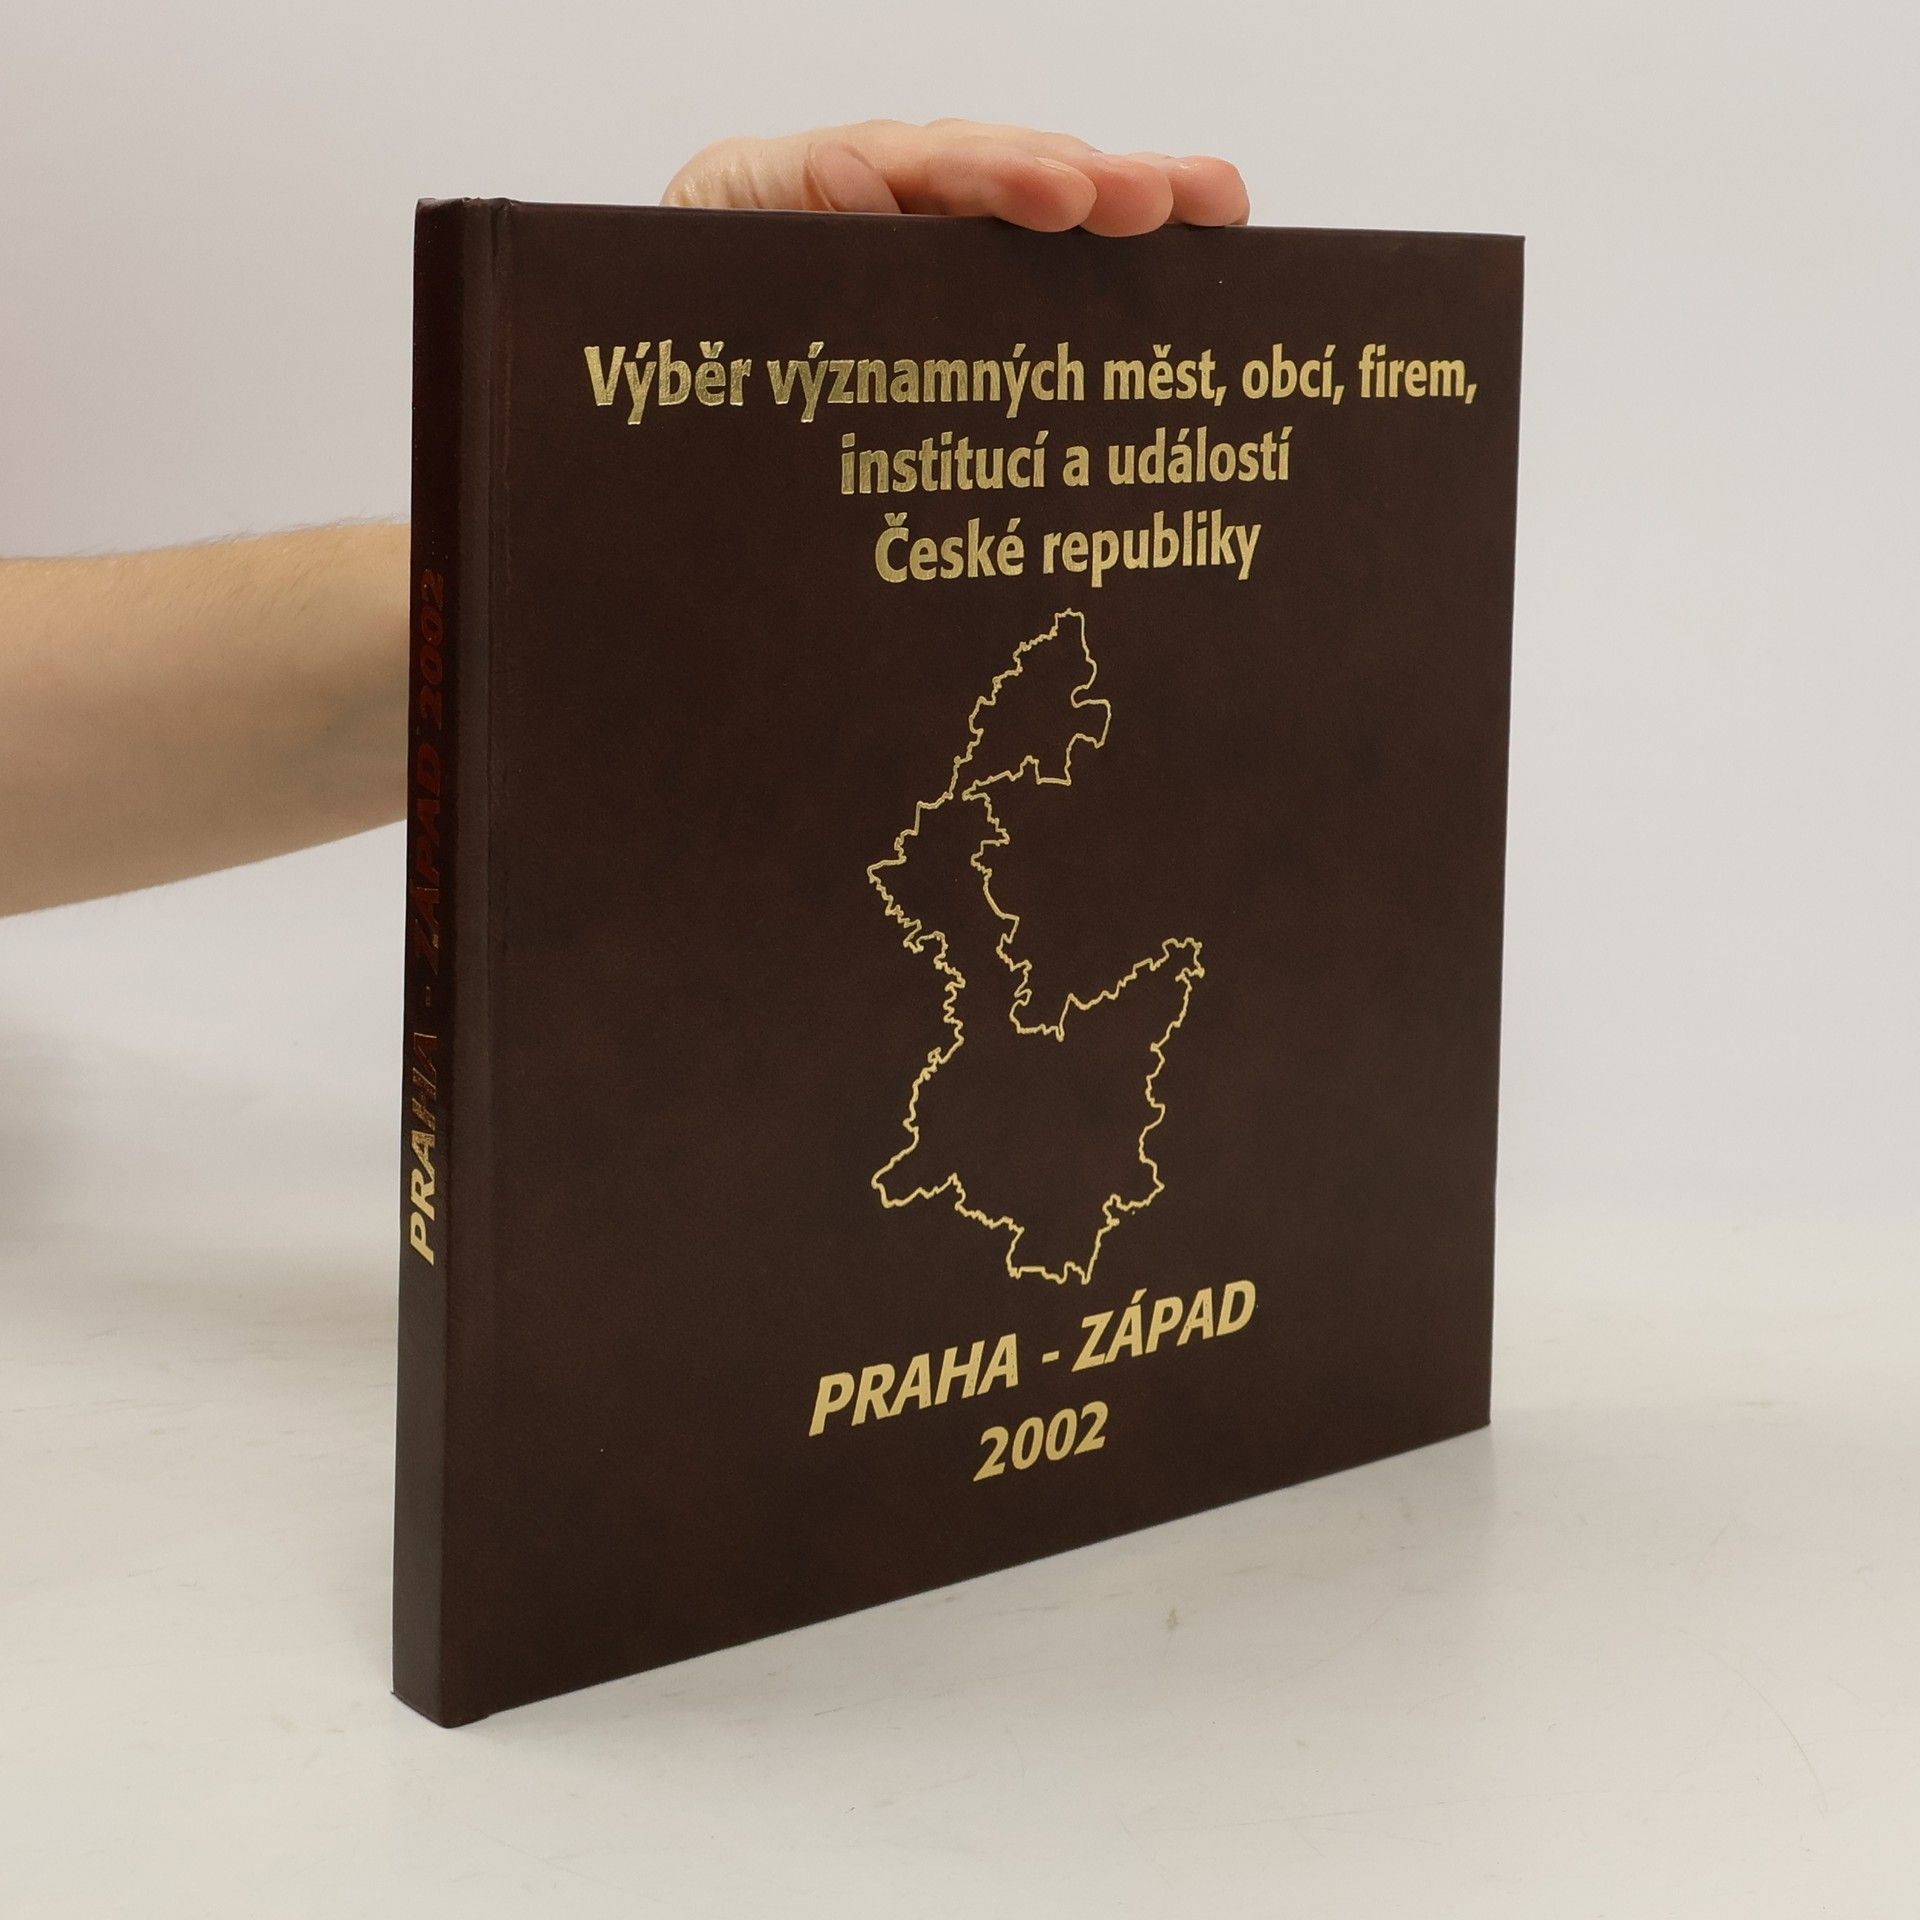 Výběr významných měst, obcí, firem,
institucí a událostí
České republiky
PRAHA - ZÁPAD
2002
PRAHA - ZÁPAD 2002